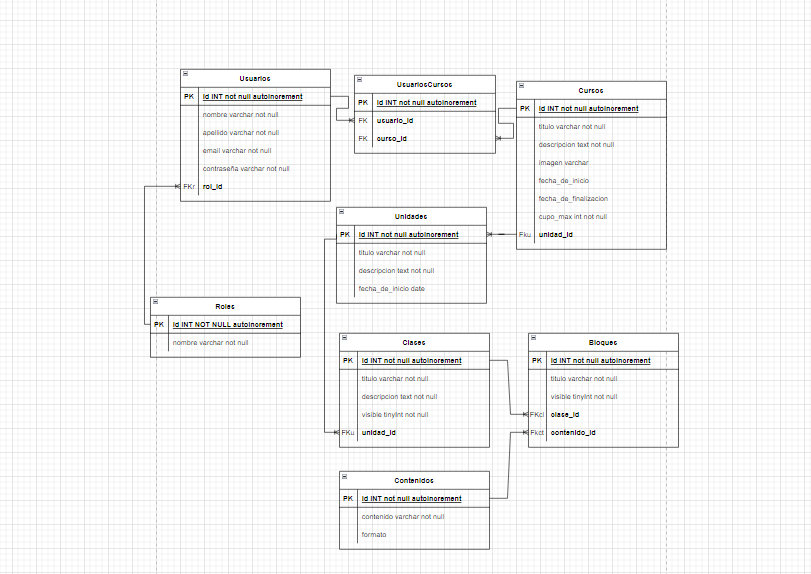 Usuarios
PK id INT not null autoincrement
nombre varchar not null
apellido varchar not null
email varchar not null
contraseña varchar not null
FKr rol_id
UsuariosCursos
PK id INT not null autoincrement
FK usuario_id
FK curso_id
Cursos
PK id INT not null autoincrement
titulo varchar not null
descripcion text not null
imagen varchar
fecha_de_inicio
fecha_de_finalizacion
cupo_max int not null
Fku unidad_id
Unidades
PK id INT not null autoincrement
titulo varchar not null
descripcion text not null
fecha_de_inicio date
Roles
PK id INT NOT NULL autoincrement
nombre varchar not null
Clases
PK id INT not null autoincrement
titulo varchar not null
descripcion text not null
visible tinyint not null
FKu unidad_id
Bloques
PK id INT not null autoincrement
titulo varchar not null
visible tinyint not null
FKcl clase_id
Fkct contenido_id
Contenidos
PK id INT not null autoincrement
contenido varchar not null
formato